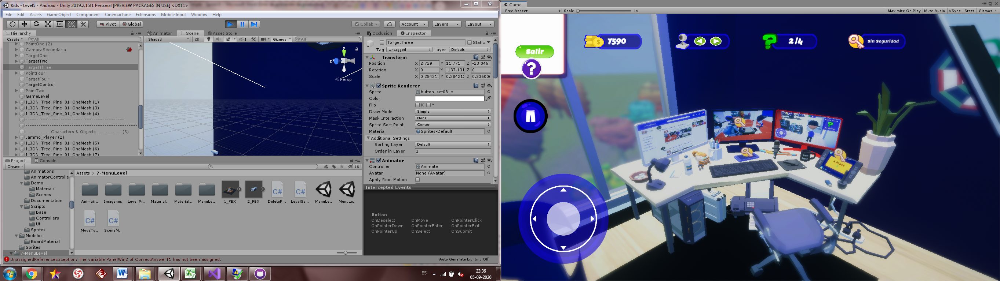 Kids - Level5 - Android - Unity 2019.2.15f1 Personal [PREVIEW PACKAGES IN USE] <DX11>
File Edit Assets GameObject Component Cinemachine Extensions Mobile Input Window Help
Pivot Global Collab Account Layers Layout
Hierarchy
Create All
PointOne (2)
CamaraSecundaria
TargetOne
TargetTwo
TargetThree
PointFour
TargetFour
TargetControl
PointTwo
GameLevel
IL3DN_Tree_Pine_01_OneMesh (1)
IL3DN_Tree_Pine_01_OneMesh (3)
IL3DN_Tree_Pine_01_OneMesh (4)
------------ Characters & Objects ------------ (3)
Jammo_Player (2)
IL3DN_Tree_Pine_01_OneMesh (5)
IL3DN_Tree_Pine_01_OneMesh (6)
IL3DN_Tree_Pine_01_OneMesh (7)
Animator Scene Asset Store
Shaded 2D 1 Gizmos All
y
z
Persp
Occlusion Inspector
TargetThree Static
Tag Untagged Layer Default
Transform
Position X 2.729 Y 11.771 Z -23.046
Rotation X 0 Y -137.131 Z 0
Scale X 0.28421 Y 0.28421 Z 0.33600
Sprite Renderer
Sprite button_set08_c
Color
Flip X Y
Draw Mode Simple
Mask Interaction None
Sprite Sort Point Center
Material Sprites-Default
Additional Settings
Sorting Layer Default
Order in Layer 1
Animator
Controller Animate
Avatar None (Avatar)
Apply Root Motion
Intercepted Events
Button
OnDeselect OnMove OnPointerClick
OnPointerDown OnPointerEnter OnPointerExit
OnPointerUp OnSelect OnSubmit
Auto Generate Lighting Off
Project Console
Create 16
Animations
AnimatorControlle
Demo
Materials
Scenes
Documentation
Scripts
Base
Controllers
Util
Sprites
Modelos
BoardMaterial
Sprites
7-MenuLevel
Assets > 7-MenuLevel
Animati... Imagenes Level Pr... Material... Material... MenuLe... 1_FBX 2_FBX DeletePl... LevelSel... MenuLe... MenuLe...
C# C#
C# C#
MoveTo... SceneM...
UnassignedReferenceException: The variable PanelWin2 of CorrectAnswerT1 has not been assigned.
ES 23:36
05-09-2020
Game
Free Aspect Scale 1x Maximize On Play Mute Audio VSync Stats Gizmos
7590
2/4
Sin Seguridad
Salir
?